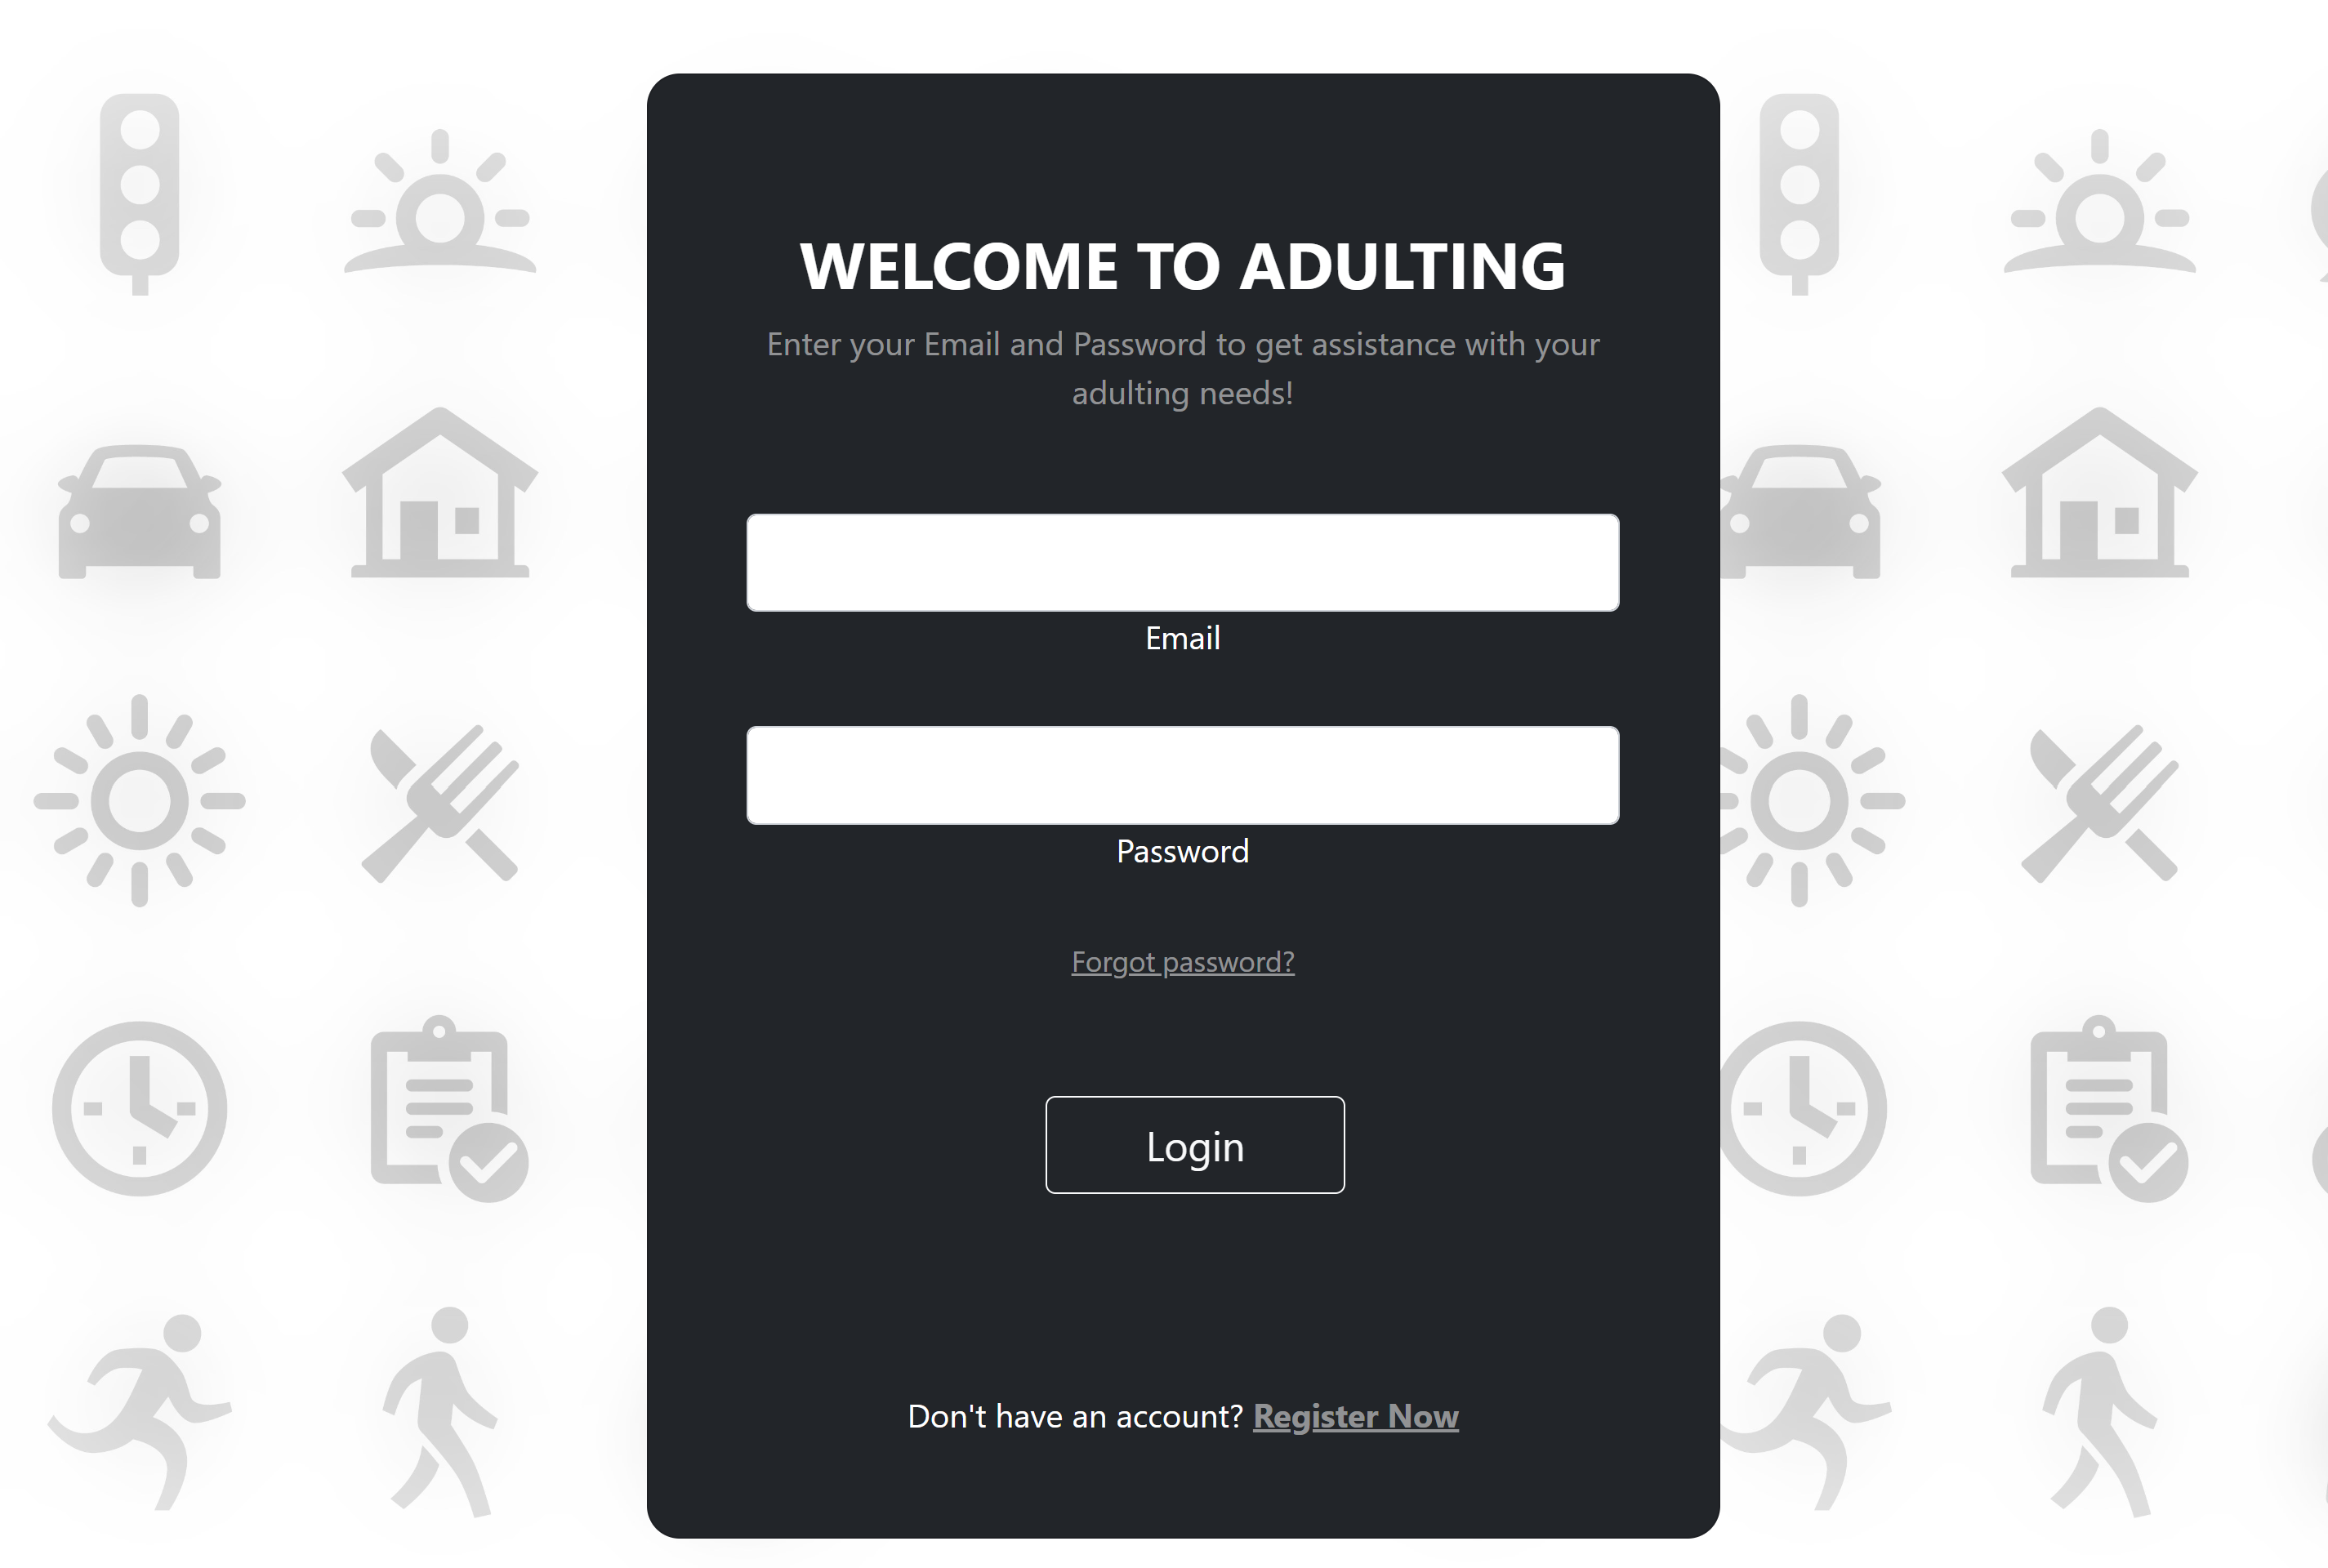 WELCOME TO ADULTING
Enter your Email and Password to get assistance with your
adulting needs!
Email
Password
Forgot password?
Login
Don't have an account? Register Now